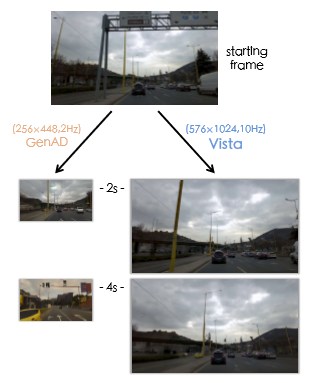 starting
frame
(256×448,2Hz)
GenAD
(576×1024,10Hz)
Vista
- 2s -
- 4s -